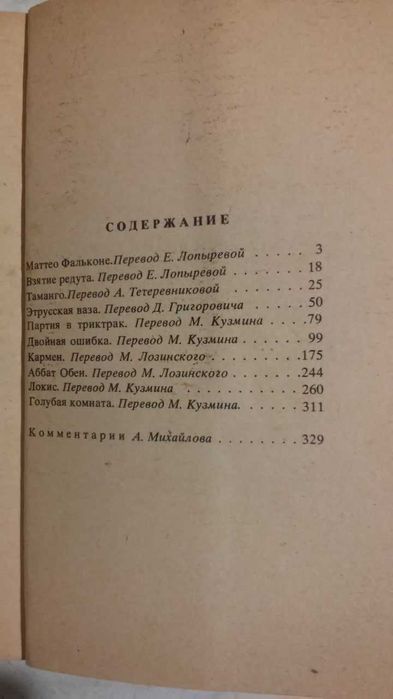 СОДЕРЖАНИЕ
Маттео Фальконе. Перевод Е. Лопыревой . . . . . 3
Взятие редута. Перевод Е. Лопыревой . . . . . . 18
Таманго. Перевод А. Тетеревниковой . . . . . . 25
Этрусская ваза. Перевод Д. Григоровича . . . . . 50
Партия в триктрак. Перевод М. Кузмина . . . . 79
Двойная ошибка. Перевод М. Кузмина . . . . . 99
Кармен. Перевод М. Лозинского . . . . . . . . 175
Аббат Обен. Перевод М. Лозинского . . . . . . 244
Локис. Перевод М. Кузмина . . . . . . . . . 260
Голубая комната. Перевод М. Кузмина. . . . . . 311
Комментарии А. Михайлова . . . . . . . . 329